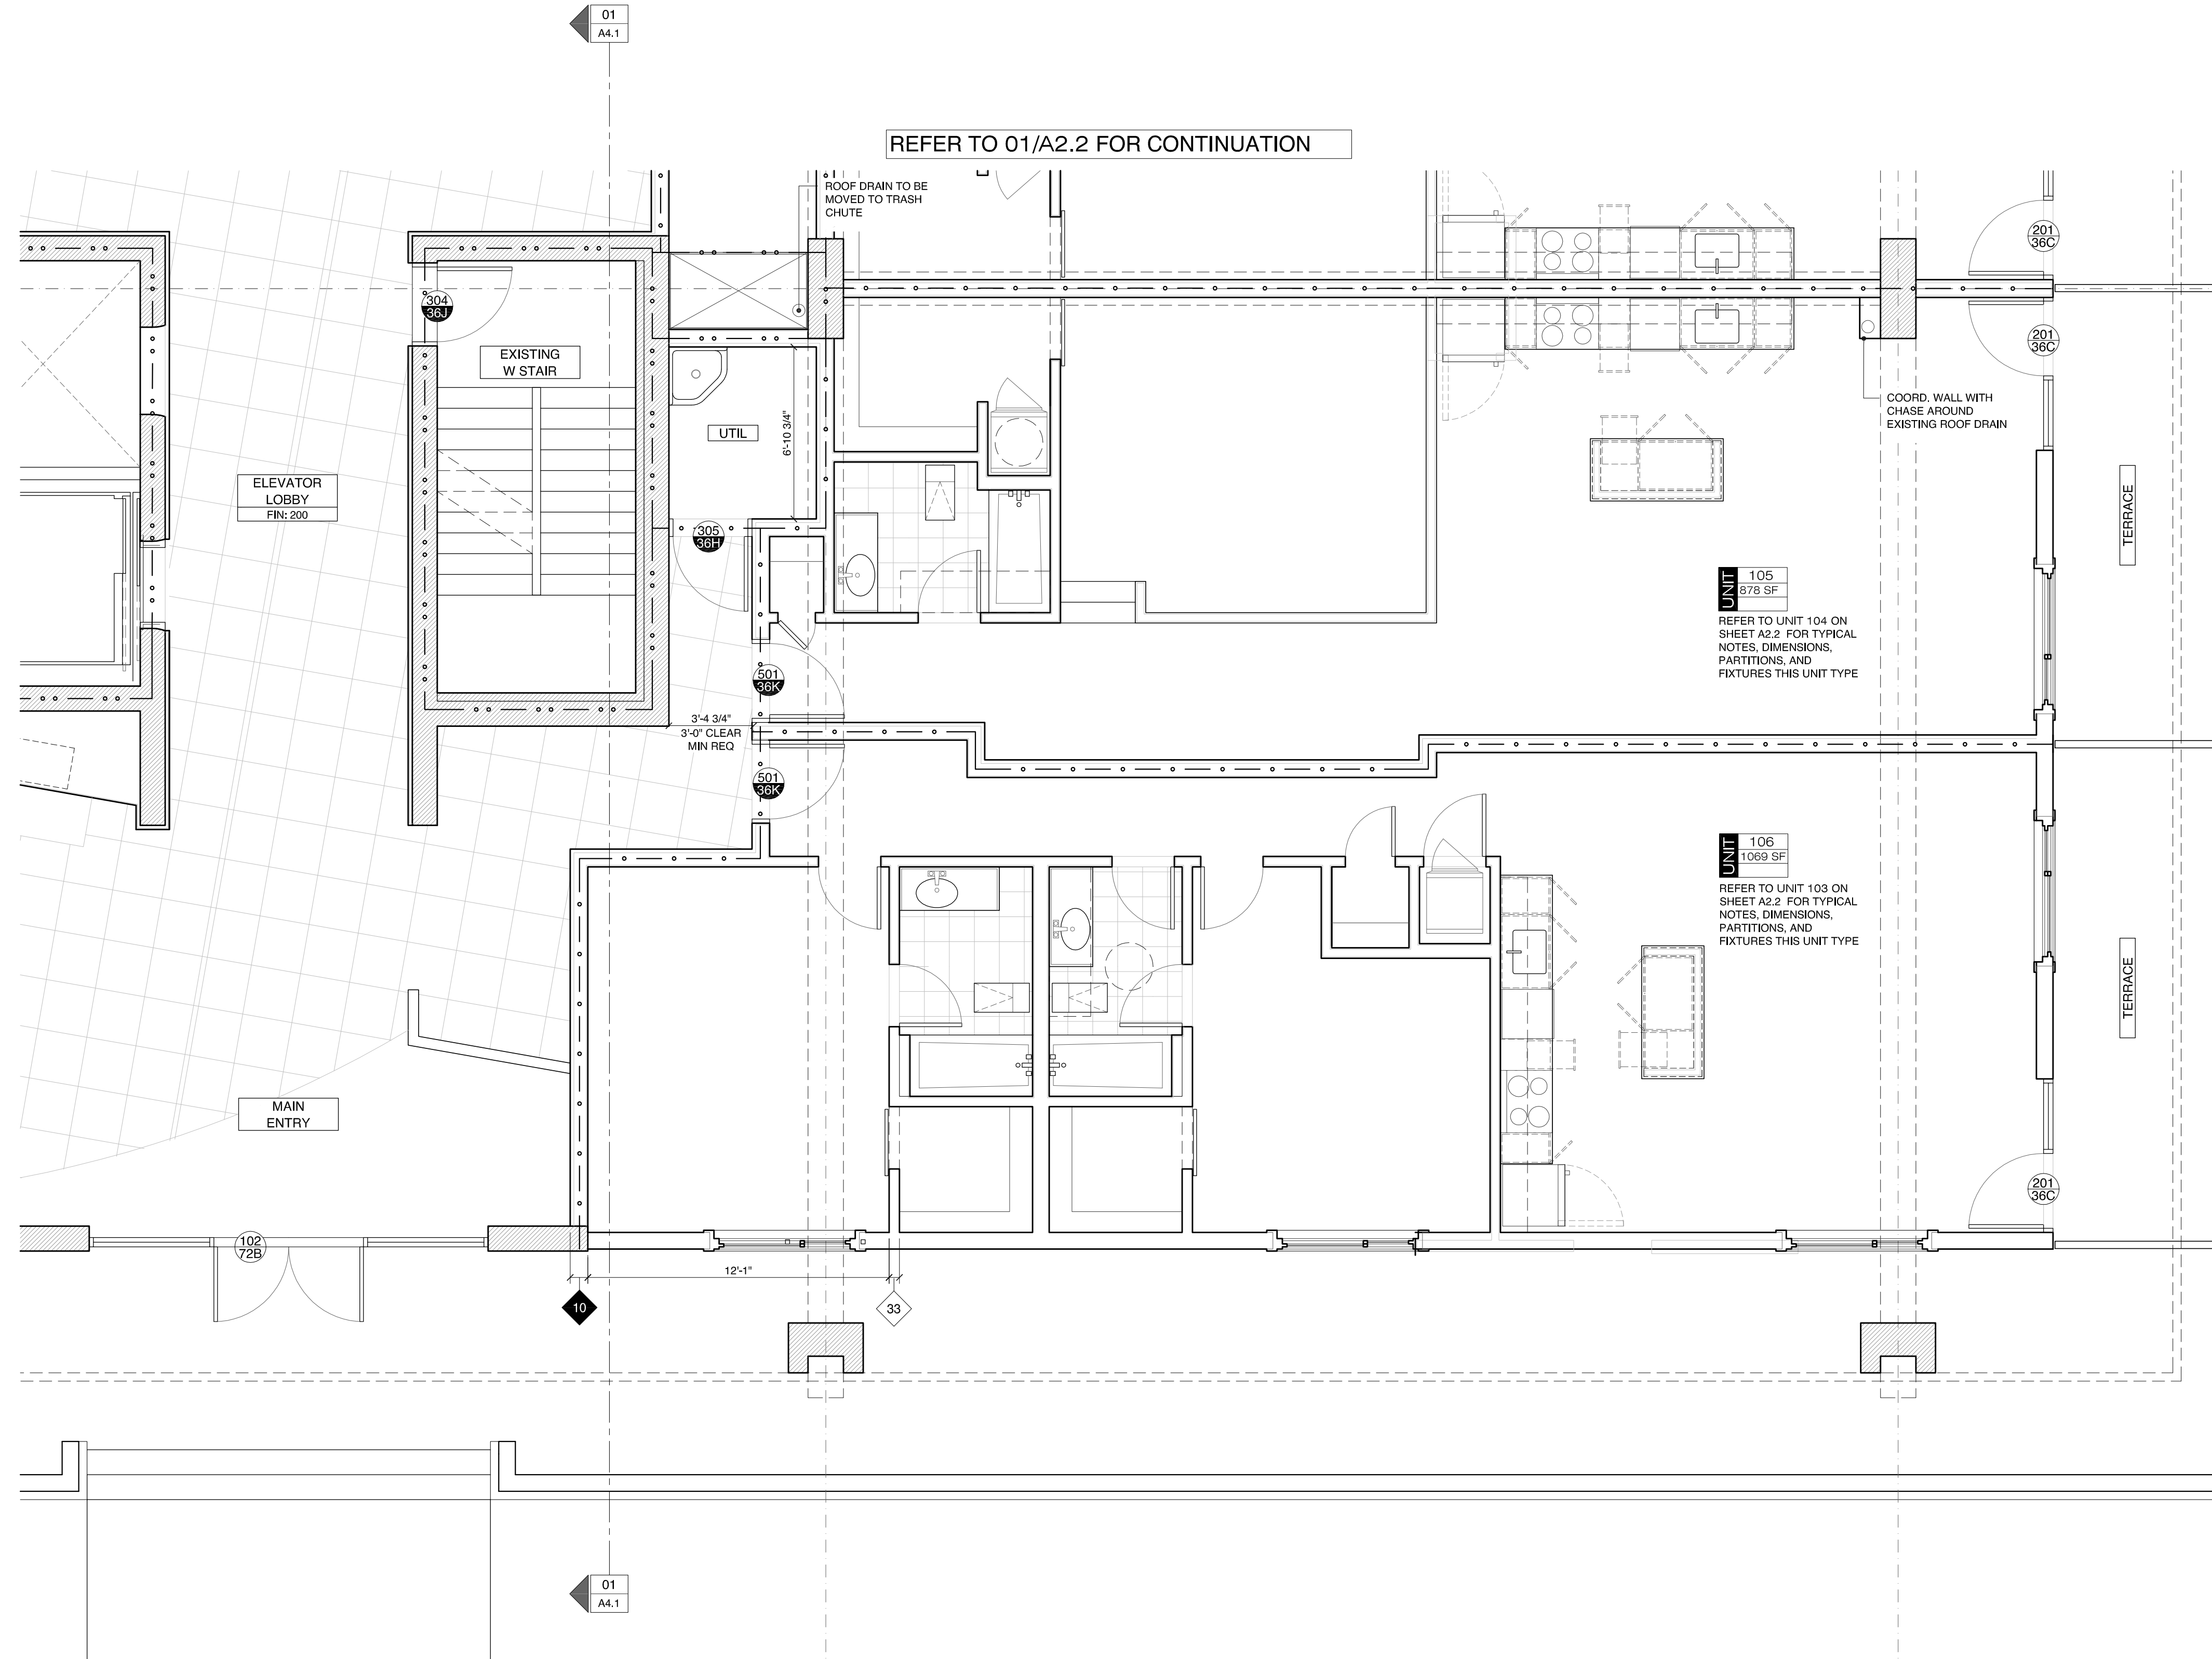 01
A4.1
REFER TO 01/A2.2 FOR CONTINUATION
ROOF DRAIN TO BE
MOVED TO TRASH
CHUTE
201
36C
304
36J
EXISTING
W STAIR
201
36C
COORD. WALL WITH
CHASE AROUND
EXISTING ROOF DRAIN
UTIL
6'-10 3/4"
ELEVATOR
LOBBY
FIN: 200
TERRACE
305
36H
UNIT
105
878 SF
REFER TO UNIT 104 ON
SHEET A2.2 FOR TYPICAL
NOTES, DIMENSIONS,
PARTITIONS, AND
FIXTURES THIS UNIT TYPE
501
36K
3'-4 3/4"
3'-0" CLEAR
MIN REQ
501
36K
UNIT
106
1069 SF
REFER TO UNIT 103 ON
SHEET A2.2 FOR TYPICAL
NOTES, DIMENSIONS,
PARTITIONS, AND
FIXTURES THIS UNIT TYPE
TERRACE
MAIN
ENTRY
201
36C
102
72B
12'-1"
10
33
01
A4.1